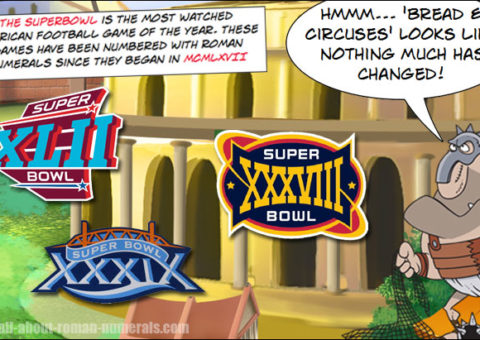 THE SUPERBOWL IS THE MOST WATCHED
RICAN FOOTBALL GAME OF THE YEAR. THESE
GAMES HAVE BEEN NUMBERED WITH ROMAN
UMERALS SINCE THEY BEGAN IN MCMLXVII
HMMM... 'BREAD &
CIRCUSES' LOOKS LI
NOTHING MUCH HAS
CHANGED!
SUPER
XLII
BOWL
SUPER
XXXVIII
BOWL
SUPER BOWL
XXXIX
all-about-roman-numerals.com